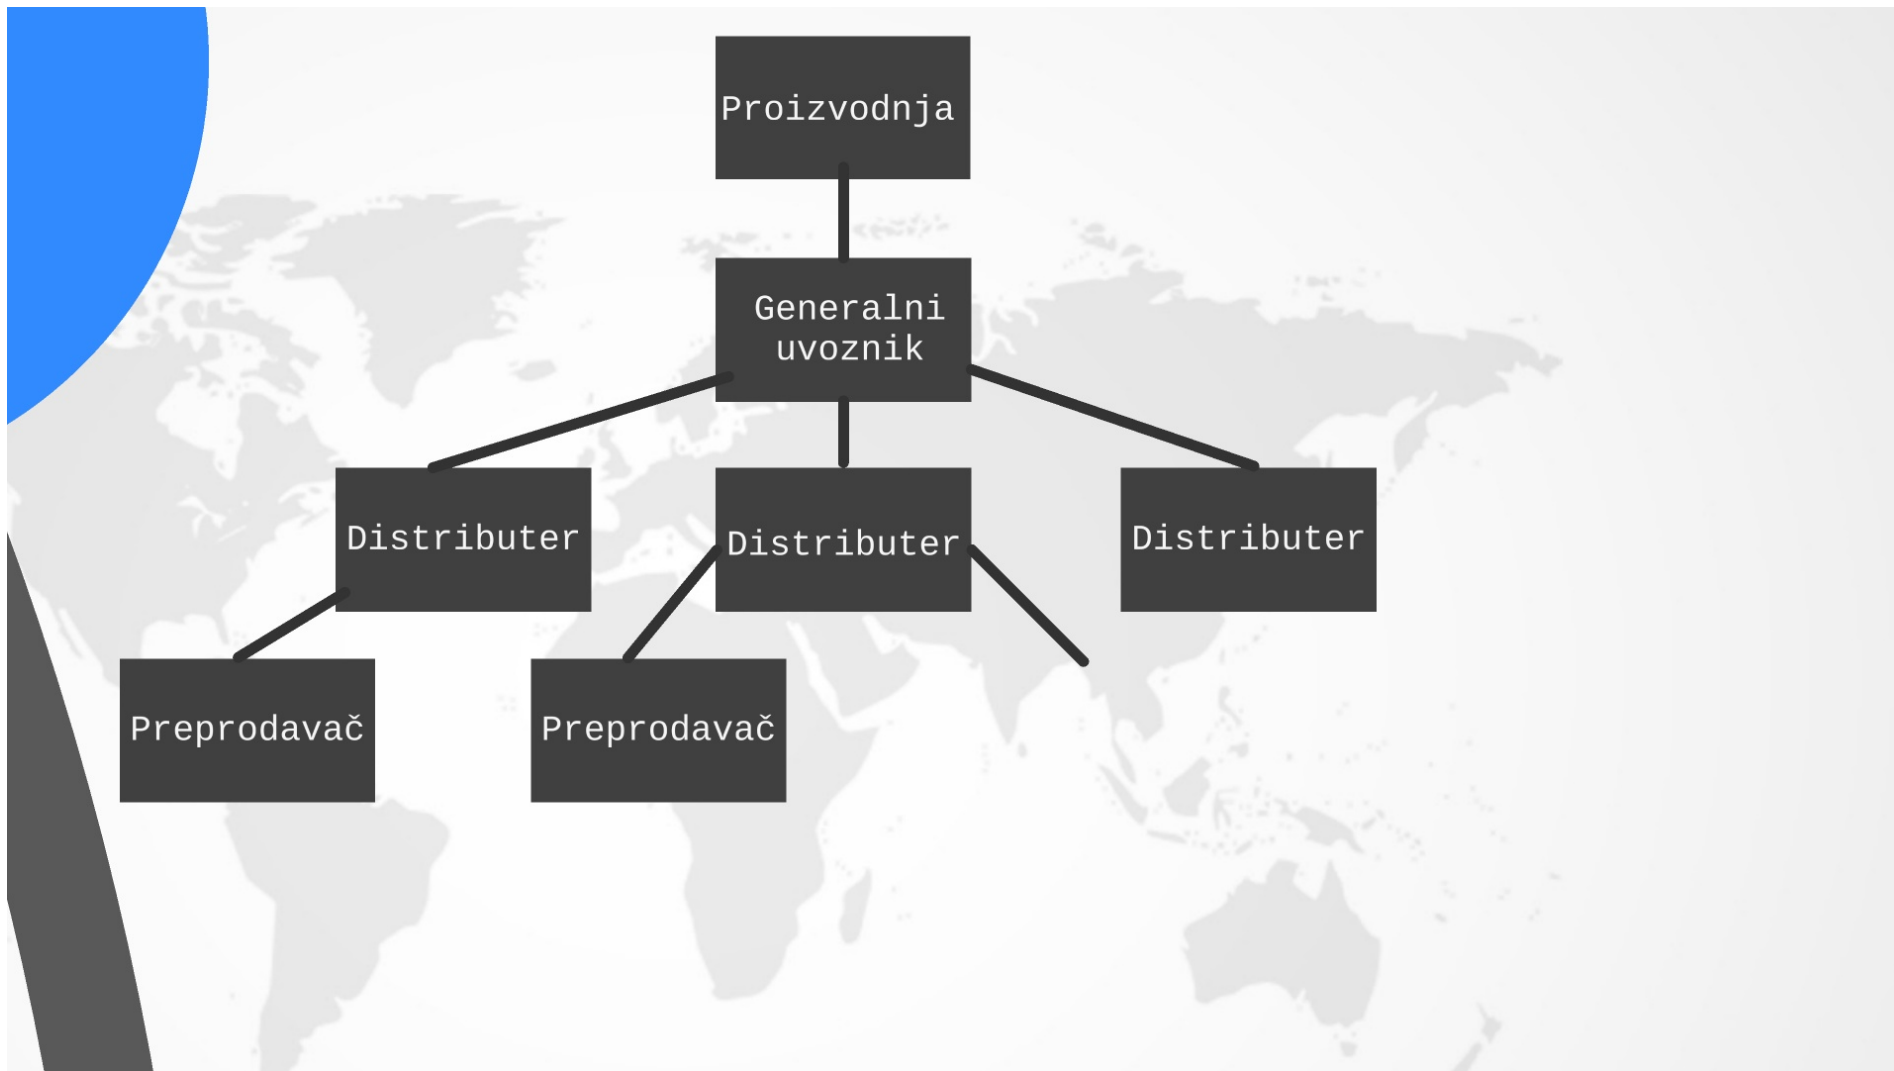 Proizvodnja
Generalni
uvoznik
Distributer
Distributer
Distributer
Preprodavač
Preprodavač